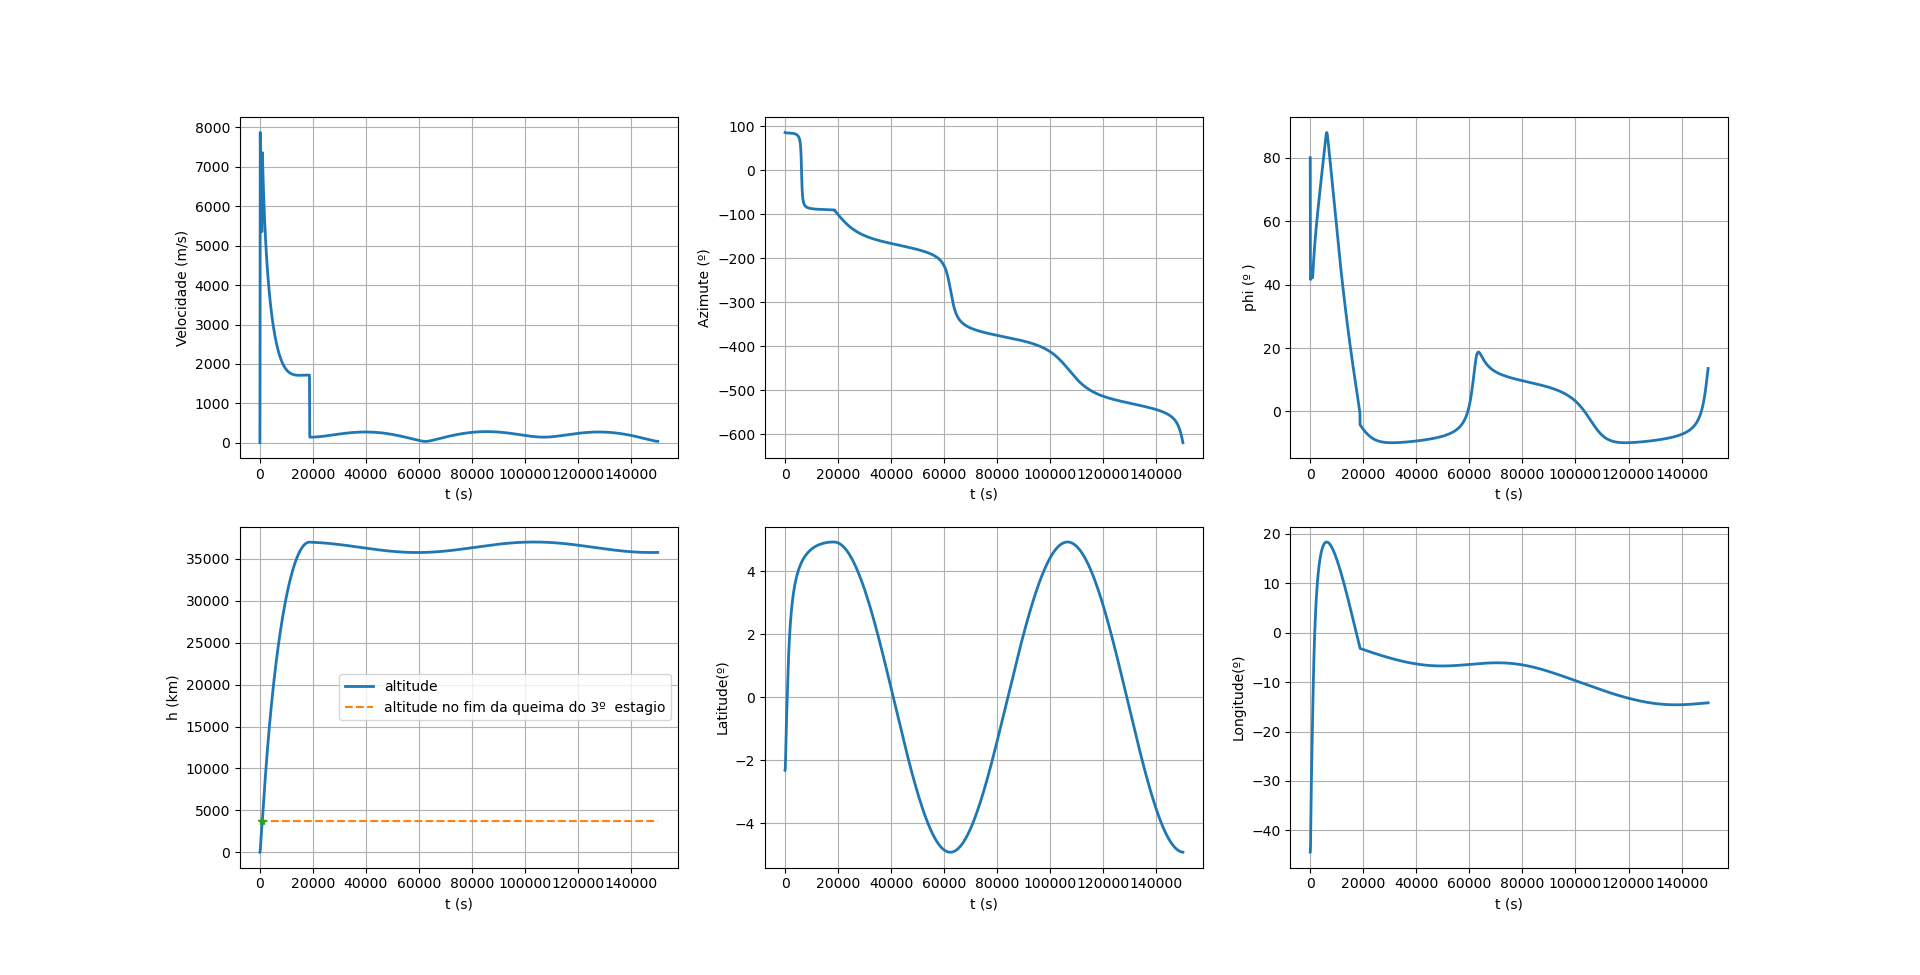 8000
7000
6000
5000
4000
3000
2000
1000
0
Velocidade (m/s)
0 20000 40000 60000 80000 100000 120000 140000
t (s)
100
0
−100
−200
−300
−400
−500
−600
Azimute (º)
0 20000 40000 60000 80000 100000 120000 140000
t (s)
80
60
40
20
0
phi (º )
0 20000 40000 60000 80000 100000 120000 140000
t (s)
35000
30000
25000
20000
15000
10000
5000
0
h (km)
altitude
altitude no fim da queima do 3º  estagio
0 20000 40000 60000 80000 100000 120000 140000
t (s)
4
2
0
−2
−4
Latitude(º)
0 20000 40000 60000 80000 100000 120000 140000
t (s)
20
10
0
−10
−20
−30
−40
Longitude(º)
0 20000 40000 60000 80000 100000 120000 140000
t (s)